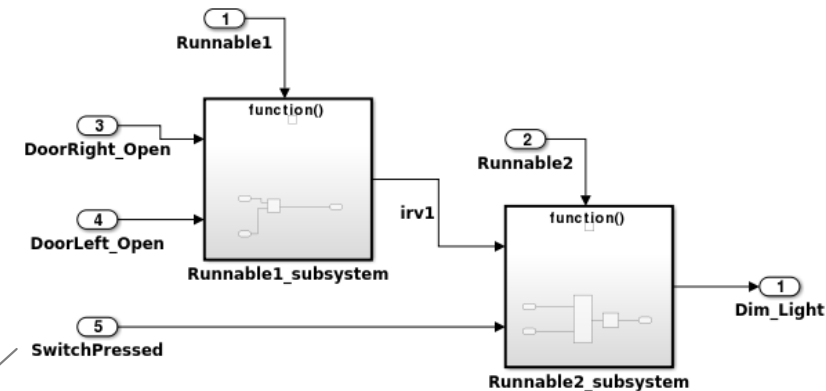 1
Runnable1
function()
3
DoorRight_Open
2
Runnable2
4
DoorLeft_Open
irv1
function()
Runnable1_subsystem
1
Dim_Light
5
SwitchPressed
Runnable2_subsystem